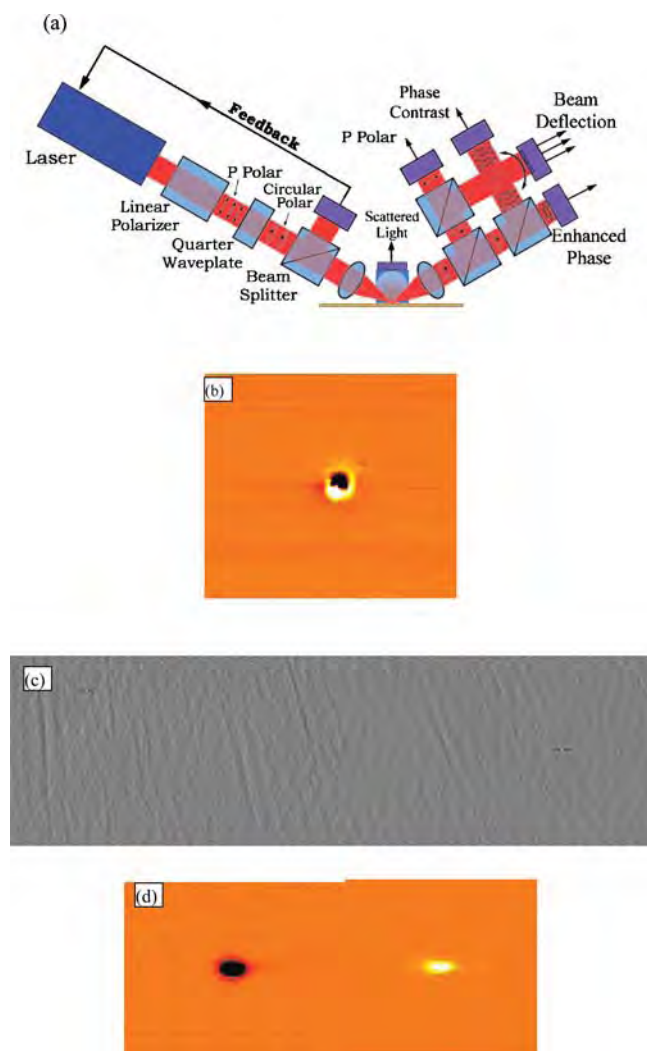 (a)
Feedback
Laser
Linear
Polarizer
P Polar
Quarter
Waveplate
Circular
Polar
Beam
Splitter
Scattered
Light
P Polar
Phase
Contrast
Beam
Deflection
Enhanced
Phase
(b)
(c)
(d)